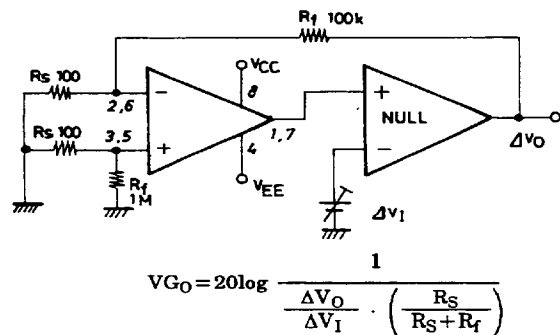 Rf 100k
VCC
Rs 100
2,6
−
8
+
NULL
1,7
Rs 100
3,5
+
4
−
ΔVO
Rf
1M
VEE
ΔVI
VGO=20log 1 / (ΔVO/ΔVI · (RS/(RS+Rf)))